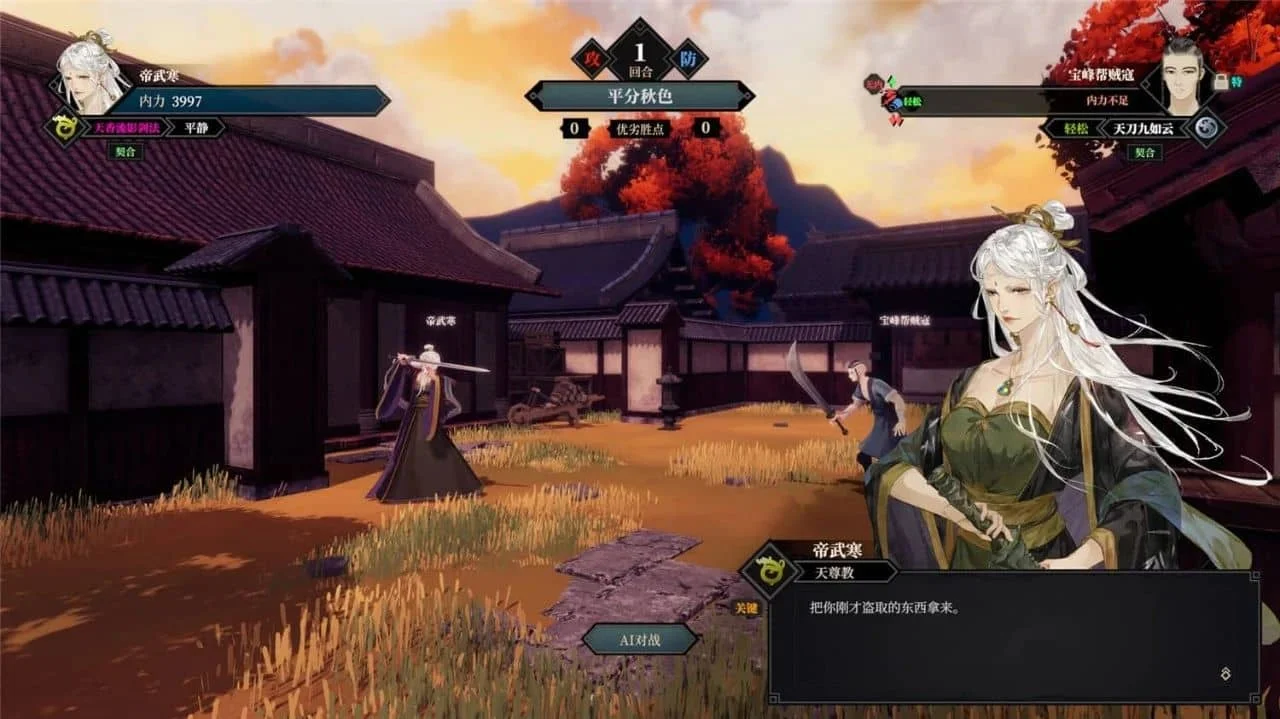 帝武寒
内力 3997
天香流影剑法
平静
契合
攻
1
回合
防
平分秋色
0 优劣胜点 0
宝峰帮贼寇
特
内力不足
轻松
轻松
天刀九如云
契合
帝武寒
宝峰帮贼寇
帝武寒
天尊教
关键
把你刚才盗取的东西拿来。
AI对战